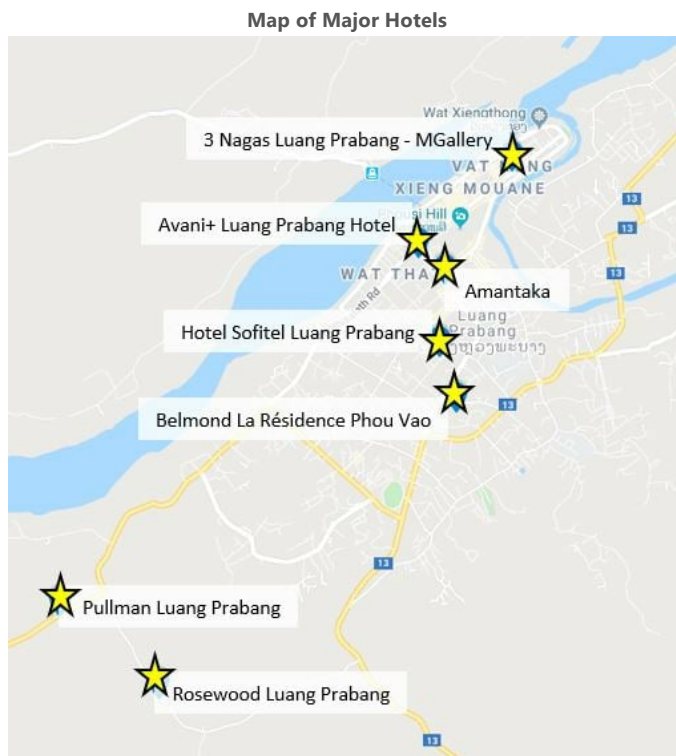 Map of Major Hotels
Wat Xiengthong
3 Nagas Luang Prabang - MGallery
VAT
XIENG MOUANE
13
Hill
Avani+ Luang Prabang Hotel
13
WAT THA
Rd
Amantaka
Luang
Prabang
Hotel Sofitel Luang Prabang
Belmond La Résidence Phou Vao
13
13
13
Pullman Luang Prabang
Rosewood Luang Prabang